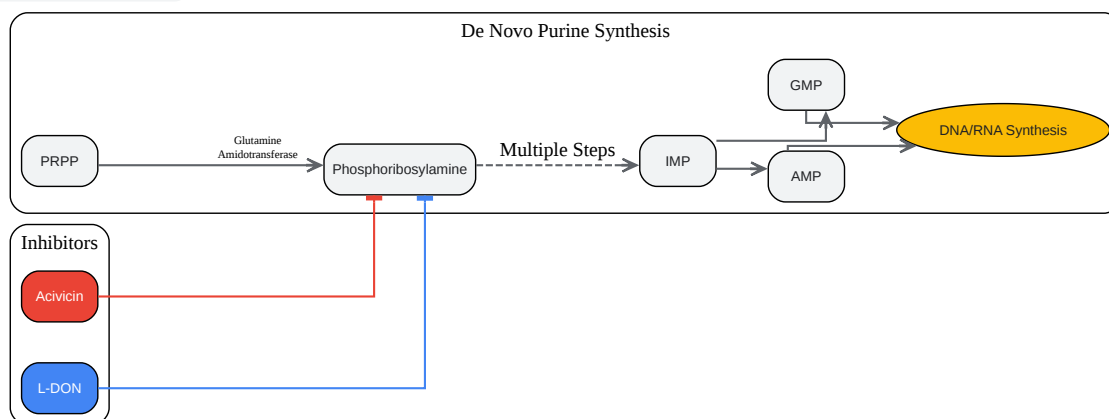 De Novo Purine Synthesis
GMP
DNA/RNA Synthesis
Glutamine
Amidotransferase
PRPP
Phosphoribosylamine
Multiple Steps
IMP
AMP
Inhibitors
Acivicin
L-DON